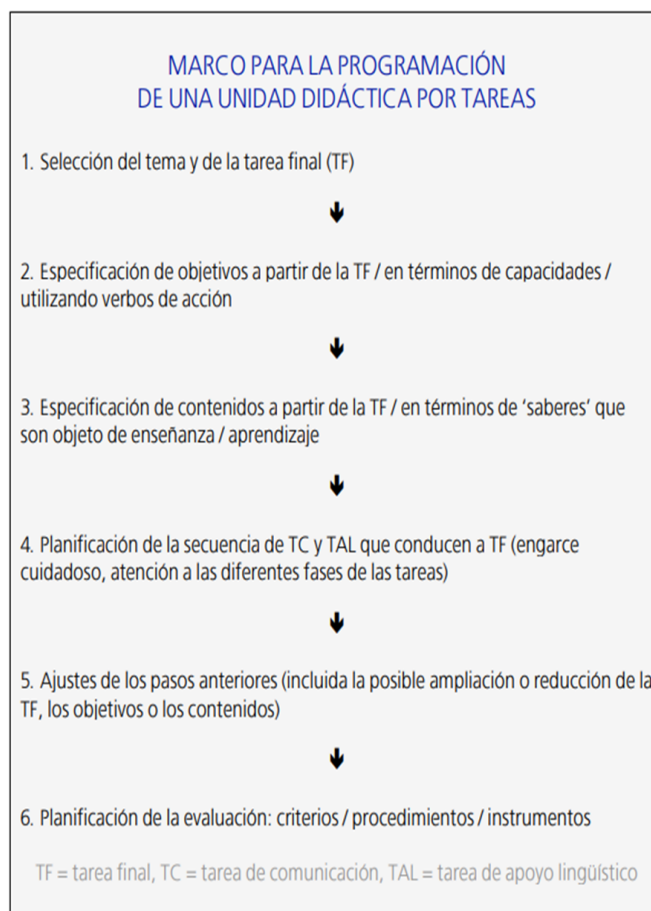 MARCO PARA LA PROGRAMACIÓN
DE UNA UNIDAD DIDÁCTICA POR TAREAS
1. Selección del tema y de la tarea final (TF)
2. Especificación de objetivos a partir de la TF / en términos de capacidades /
utilizando verbos de acción
3. Especificación de contenidos a partir de la TF / en términos de ‘saberes’ que
son objeto de enseñanza / aprendizaje
4. Planificación de la secuencia de TC y TAL que conducen a TF (engarce
cuidadoso, atención a las diferentes fases de las tareas)
5. Ajustes de los pasos anteriores (incluida la posible ampliación o reducción de la
TF, los objetivos o los contenidos)
6. Planificación de la evaluación: criterios / procedimientos / instrumentos
TF = tarea final, TC = tarea de comunicación, TAL = tarea de apoyo lingüístico